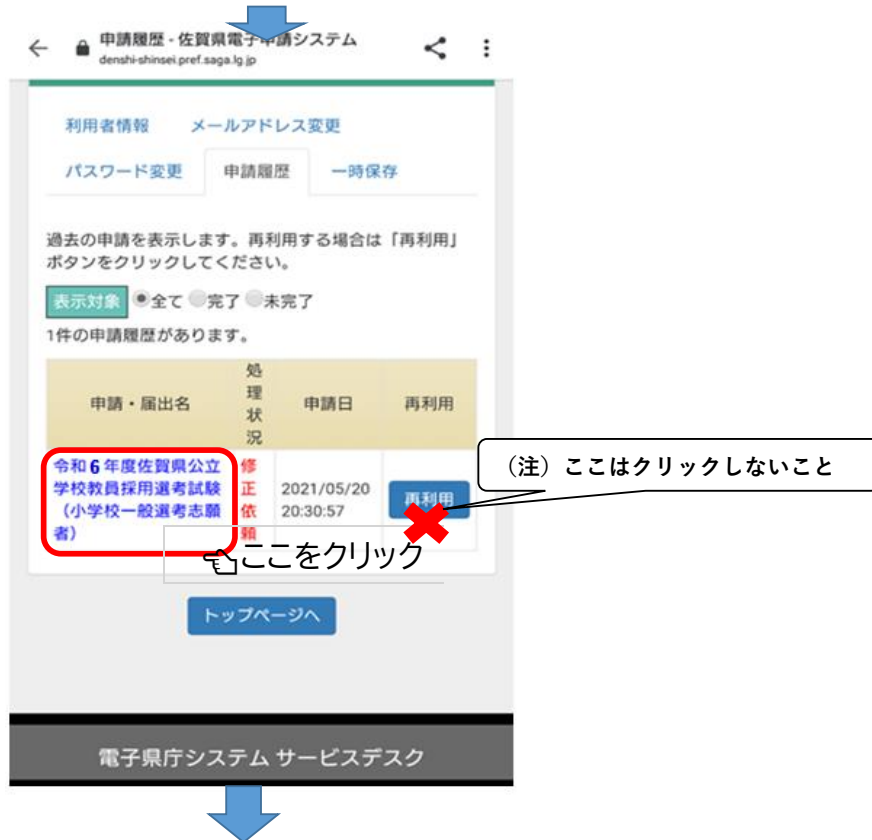 申請履歴 - 佐賀県電子申請システム
denshi-shinsei.pref.saga.lg.jp
利用者情報 メールアドレス変更
パスワード変更 申請履歴 一時保存
過去の申請を表示します。再利用する場合は「再利用」
ボタンをクリックしてください。
表示対象 全て 完了 未完了
1件の申請履歴があります。
申請・届出名 処理状況 申請日 再利用
令和6年度佐賀県公立
学校教員採用選考試験
（小学校一般選考志願
者）
修
正
依
頼
2021/05/20
20:30:57
再利用
（注）ここはクリックしないこと
ここをクリック
トップページへ
電子県庁システム サービスデスク